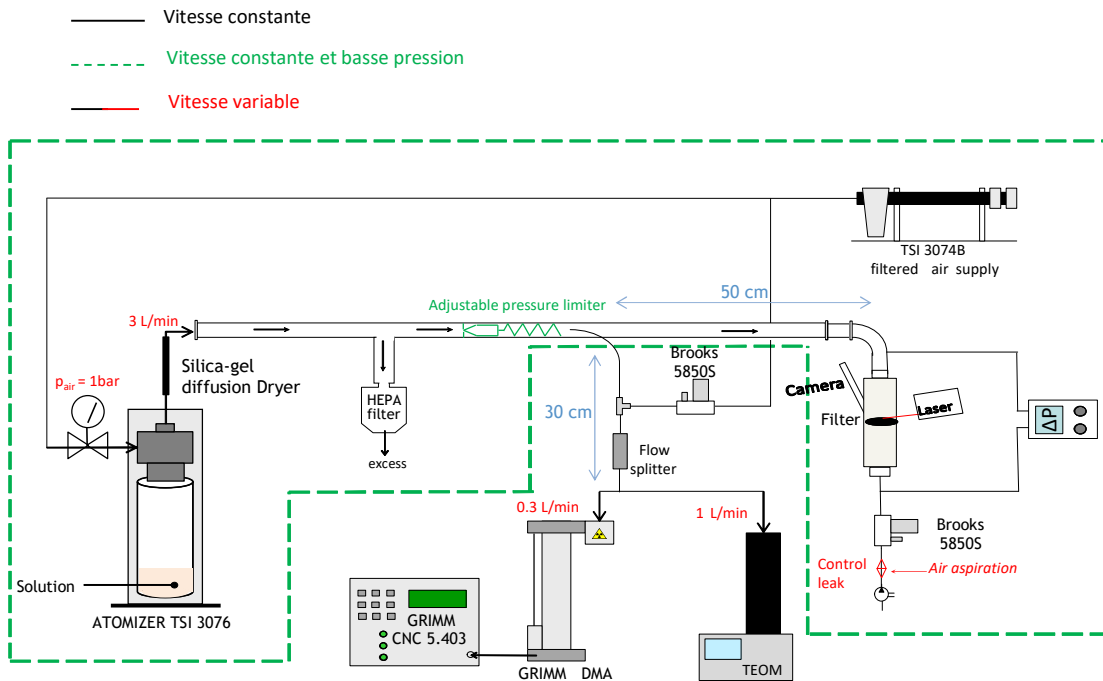 Vitesse constante
Vitesse constante et basse pression
Vitesse variable
TSI 3074B
filtered air supply
50 cm
Adjustable pressure limiter
3 L/min
Silica-gel
diffusion Dryer
p_air = 1bar
HEPA
filter
excess
30 cm
Brooks
5850S
Flow
splitter
Camera
Filter
Laser
ΔP
0.3 L/min
1 L/min
Brooks
5850S
Control
leak
Air aspiration
Solution
ATOMIZER TSI 3076
GRIMM
CNC 5.403
GRIMM DMA
TEOM